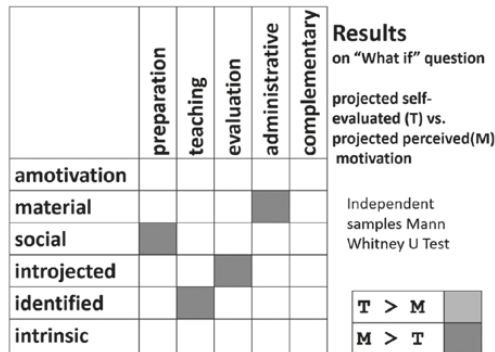 preparation
teaching
evaluation
administrative
complementary
amotivation
material
social
introjected
identified
intrinsic
Results
on “What if” question
projected self-
evaluated (T) vs.
projected perceived(M)
motivation
Independent
samples Mann
Whitney U Test
T > M
M > T